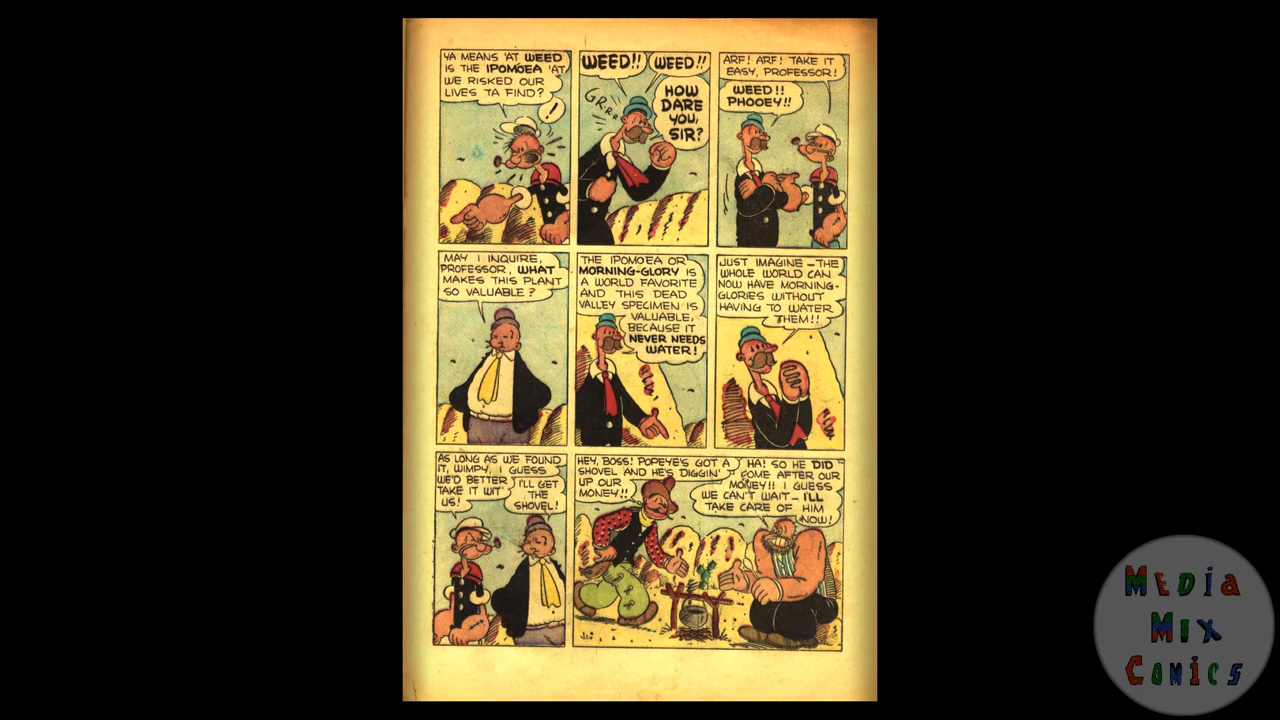 YA MEANS 'AT WEED
IS THE IPOMOEA 'AT
WE RISKED OUR
LIVES TA FIND?
!
WEED!!
WEED!!
GR-R-R
HOW
DARE
YOU,
SIR?
ARF! ARF! TAKE IT
EASY, PROFESSOR!
WEED!!
PHOOEY!!
MAY I INQUIRE,
PROFESSOR, WHAT
MAKES THIS PLANT
SO VALUABLE?
THE IPOMOEA OR
MORNING-GLORY IS
A WORLD FAVORITE
AND THIS DEAD
VALLEY SPECIMEN IS
VALUABLE,
BECAUSE IT
NEVER NEEDS
WATER!
JUST IMAGINE—THE
WHOLE WORLD CAN
NOW HAVE MORNING-
GLORIES WITHOUT
HAVING TO WATER
THEM!!
AS LONG AS WE FOUND
IT, WIMPY, I GUESS
WE'D BETTER
TAKE IT WIT'
US!
I'LL GET
THE
SHOVEL!
HEY, BOSS! POPEYE'S GOT A
SHOVEL AND HE'S DIGGIN'
UP OUR
MONEY!!
HA! SO HE DID
COME AFTER OUR
MONEY!! I GUESS
WE CAN'T WAIT—I'LL
TAKE CARE OF HIM
NOW!
MEDIA
MIX
COMICS